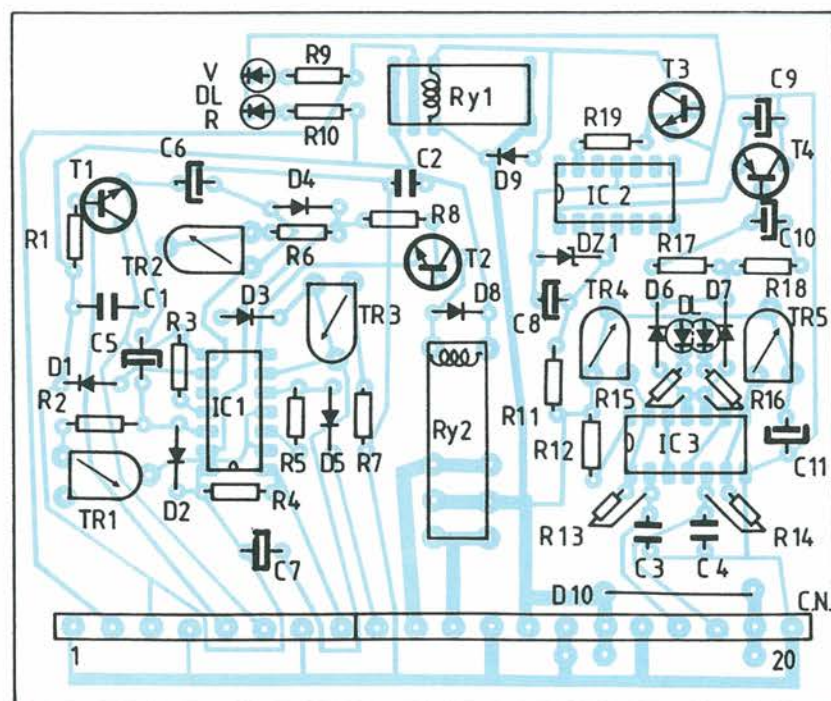 V R9
DL
R R10
Ry1
T3
C9
R19
T4
T1
C6
C2
D4
D9
IC2
R1
R8
C10
TR2
R6
T2
DZ1
R17
R18
C1
D3
TR3
D8
C8
TR4
D6 DL D7
TR5
C5
R3
D1
R2
IC1
R5 D5 R7
Ry2
R11
R15
R16
R12
IC3
C11
TR1
D2
R4
R13
R14
C7
C3 C4
D10
C.N.
1
20